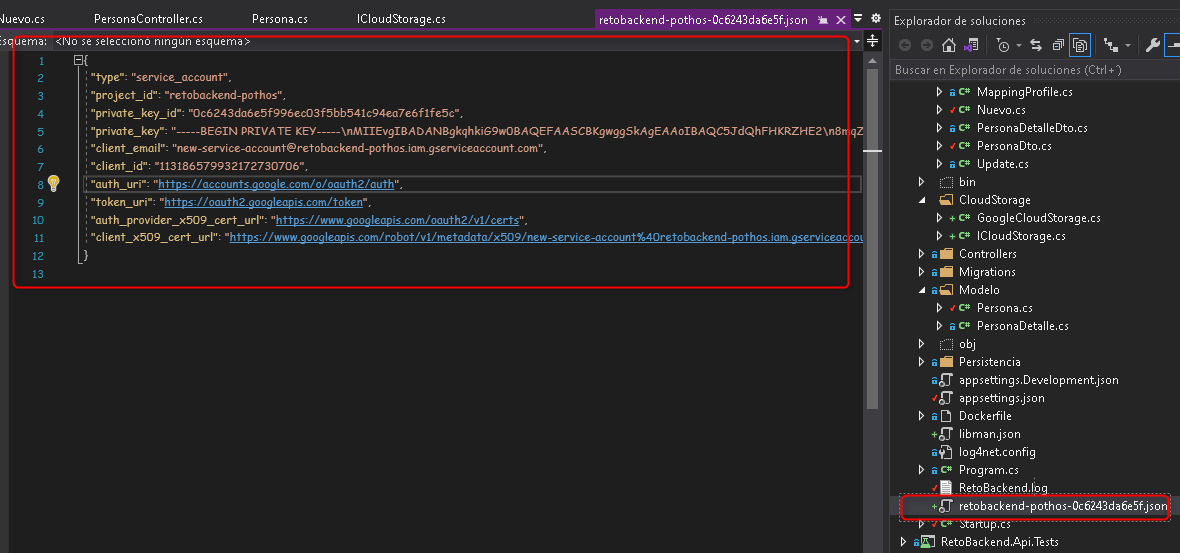 Nuevo.cs PersonaController.cs Persona.cs ICloudStorage.cs retobackend-pothos-0c6243da6e5f.json
Esquema: <No se seleccionó ningún esquema>
1 {
2 "type": "service_account",
3 "project_id": "retobackend-pothos",
4 "private_key_id": "0c6243da6e5f996ec03f5bb541c94ea7e6f1fe5c",
5 "private_key": "-----BEGIN PRIVATE KEY-----\nMIIEvgIBADANBgkqhkiG9w0BAQEFAASCBKgwggSkAgEAAoIBAQC5JdQhFHKRZHE2\n8mqZ
6 "client_email": "new-service-account@retobackend-pothos.iam.gserviceaccount.com",
7 "client_id": "113186579932172730706",
8 "auth_uri": "https://accounts.google.com/o/oauth2/auth",
9 "token_uri": "https://oauth2.googleapis.com/token",
10 "auth_provider_x509_cert_url": "https://www.googleapis.com/oauth2/v1/certs",
11 "client_x509_cert_url": "https://www.googleapis.com/robot/v1/metadata/x509/new-service-account%40retobackend-pothos.iam.gserviceaccou
12 }
13
Explorador de soluciones
Buscar en Explorador de soluciones (Ctrl+´)
C# MappingProfile.cs
C# Nuevo.cs
C# PersonaDetalleDto.cs
C# PersonaDto.cs
C# Update.cs
bin
CloudStorage
C# GoogleCloudStorage.cs
C# ICloudStorage.cs
Controllers
Migrations
Modelo
C# Persona.cs
C# PersonaDetalle.cs
obj
Persistencia
appsettings.Development.json
appsettings.json
Dockerfile
libman.json
log4net.config
C# Program.cs
RetoBackend.log
retobackend-pothos-0c6243da6e5f.json
C# Startup.cs
RetoBackend.Api.Tests